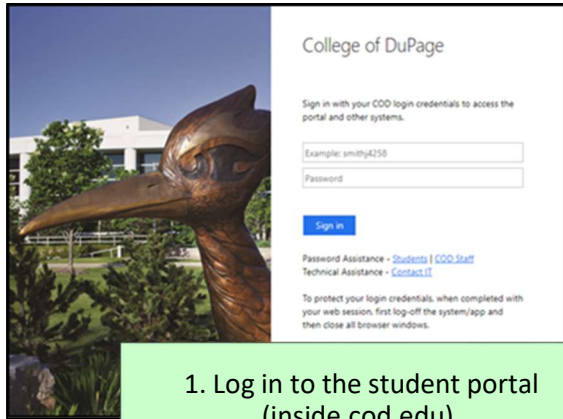 College of DuPage
Sign in with your COD login credentials to access the
portal and other systems.
Example: smithj4258
Password
Sign in
Password Assistance - Students | COD Staff
Technical Assistance - Contact IT
To protect your login credentials, when completed with
your web session, first log-off the system/app and
then close all browser windows.
1. Log in to the student portal
(inside.cod.edu)